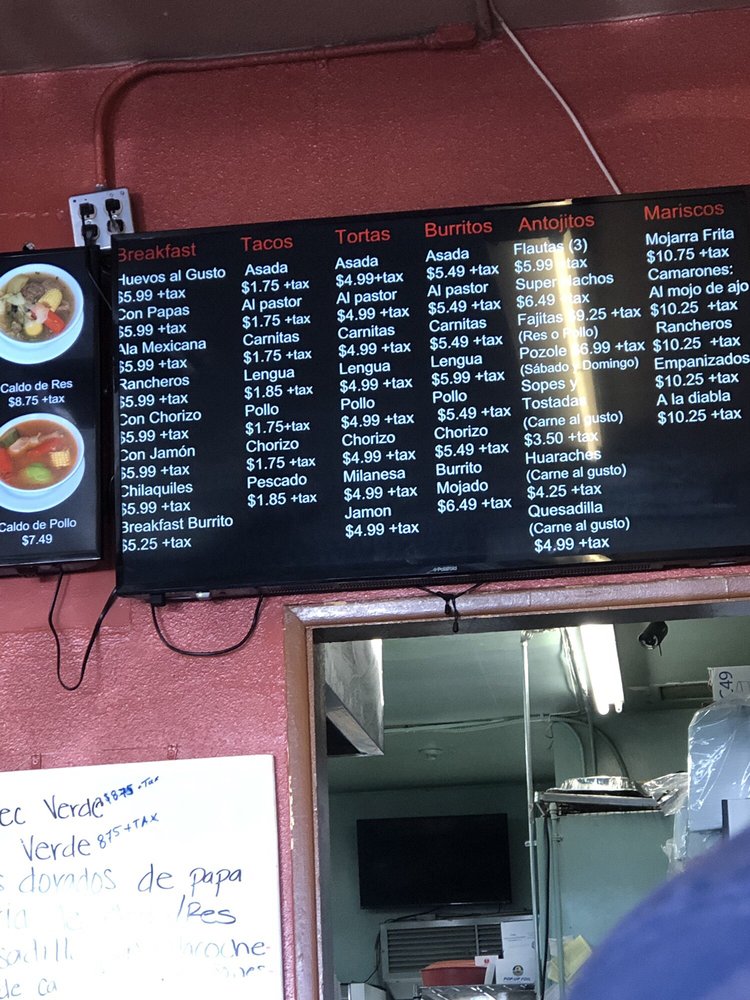 Caldo de Res
$8.75 +tax
Caldo de Pollo
$7.49
Breakfast
Huevos al Gusto
$5.99 +tax
Con Papas
$5.99 +tax
Ala Mexicana
$5.99 +tax
Rancheros
$5.99 +tax
Con Chorizo
$5.99 +tax
Con Jamón
$5.99 +tax
Chilaquiles
$5.99 +tax
Breakfast Burrito
$5.25 +tax
Tacos
Asada
$1.75 +tax
Al pastor
$1.75 +tax
Carnitas
$1.75 +tax
Lengua
$1.85 +tax
Pollo
$1.75+tax
Chorizo
$1.75 +tax
Pescado
$1.85 +tax
Tortas
Asada
$4.99+tax
Al pastor
$4.99 +tax
Carnitas
$4.99 +tax
Lengua
$4.99 +tax
Pollo
$4.99 +tax
Chorizo
$4.99 +tax
Milanesa
$4.99 +tax
Jamon
$4.99 +tax
Burritos
Asada
$5.49 +tax
Al pastor
$5.49 +tax
Carnitas
$5.49 +tax
Lengua
$5.99 +tax
Pollo
$5.49 +tax
Chorizo
$5.49 +tax
Burrito
Mojado
$6.49 +tax
Antojitos
Flautas (3)
$5.99 +tax
Super Nachos
$6.49 +tax
Fajitas $9.25 +tax
(Res o Pollo)
Pozole $6.99 +tax
(Sábado y Domingo)
Sopes y
Tostadas
(Carne al gusto)
$3.50 +tax
Huaraches
(Carne al gusto)
$4.25 +tax
Quesadilla
(Carne al gusto)
$4.99 +tax
Mariscos
Mojarra Frita
$10.75 +tax
Camarones:
Al mojo de ajo
$10.25 +tax
Rancheros
$10.25 +tax
Empanizados
$10.25 +tax
A la diabla
$10.25 +tax
Verde $8.75 +Tax
Verde 875+TAX
dorados de papa
/Res
de ca
C49
POP-UP FOIL